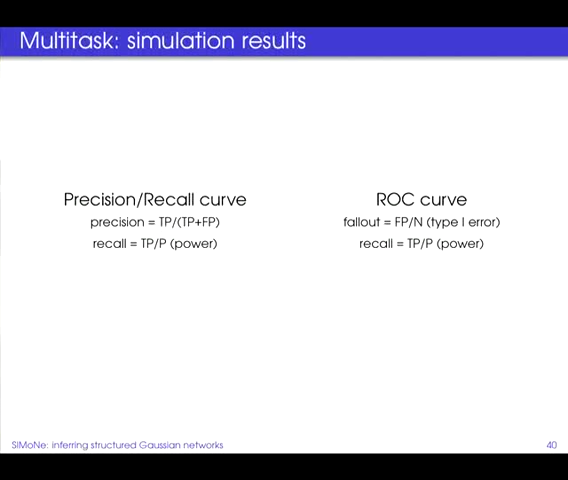 Multitask: simulation results
Precision/Recall curve
precision = TP/(TP+FP)
recall = TP/P (power)
ROC curve
fallout = FP/N (type I error)
recall = TP/P (power)
SIMoNe: inferring structured Gaussian networks
40